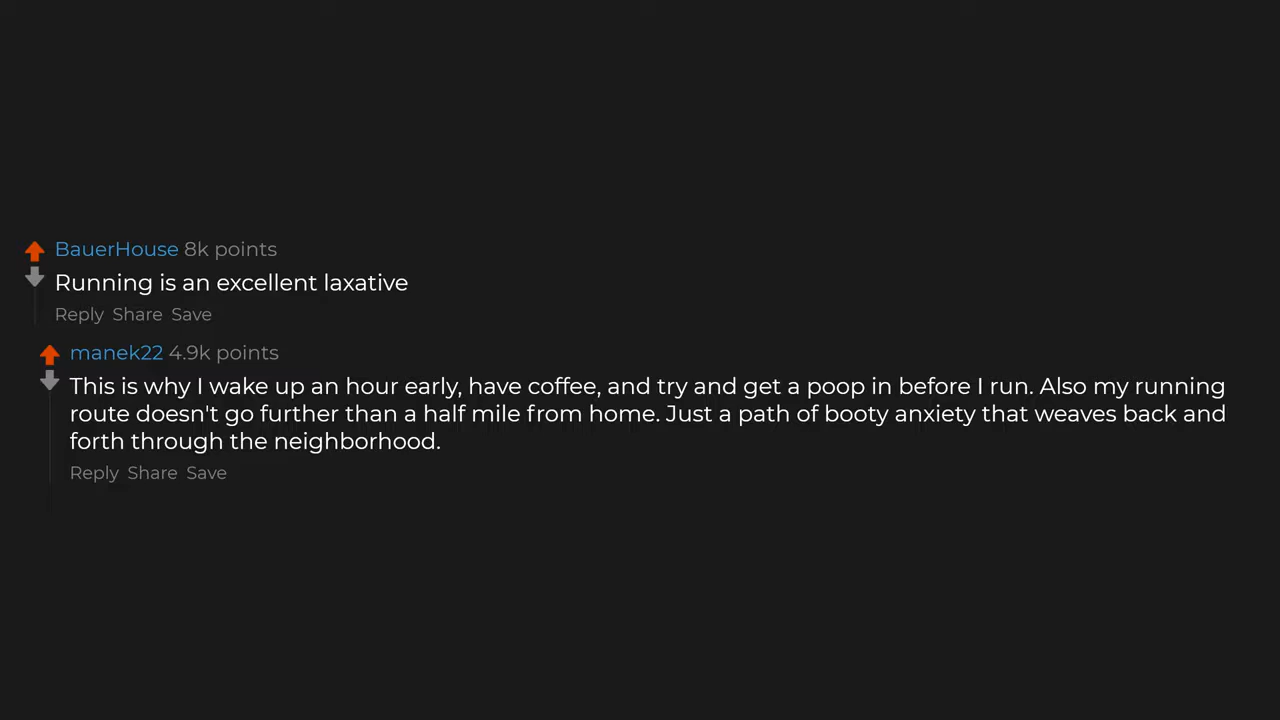 BauerHouse 8k points
Running is an excellent laxative
Reply Share Save
manek22 4.9k points
This is why I wake up an hour early, have coffee, and try and get a poop in before I run. Also my running
route doesn't go further than a half mile from home. Just a path of booty anxiety that weaves back and
forth through the neighborhood.
Reply Share Save